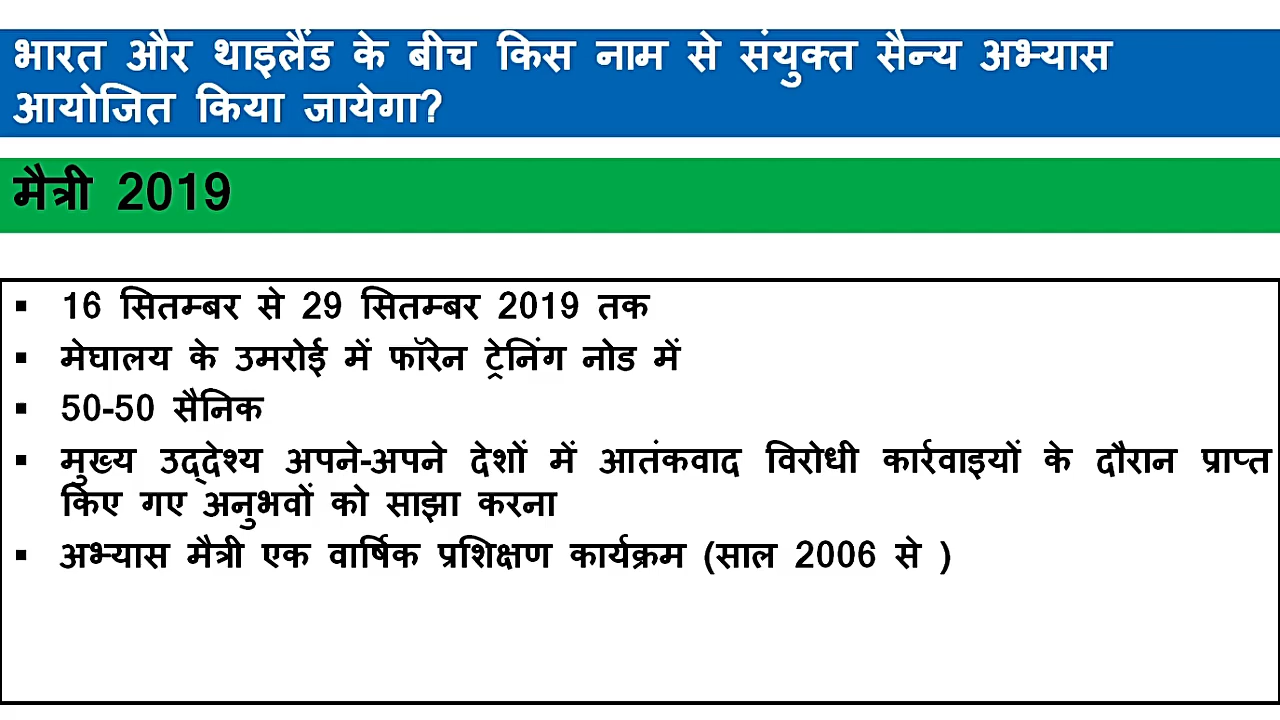 भारत और थाइलैंड के बीच किस नाम से संयुक्त सैन्य अभ्यास
आयोजित किया जायेगा?
मैत्री 2019
▪ 16 सितम्बर से 29 सितम्बर 2019 तक
▪ मेघालय के उमरोई में फॉरेन ट्रेनिंग नोड में
▪ 50-50 सैनिक
▪ मुख्य उद्देश्य अपने-अपने देशों में आतंकवाद विरोधी कार्रवाइयों के दौरान प्राप्त
किए गए अनुभवों को साझा करना
▪ अभ्यास मैत्री एक वार्षिक प्रशिक्षण कार्यक्रम (साल 2006 से )